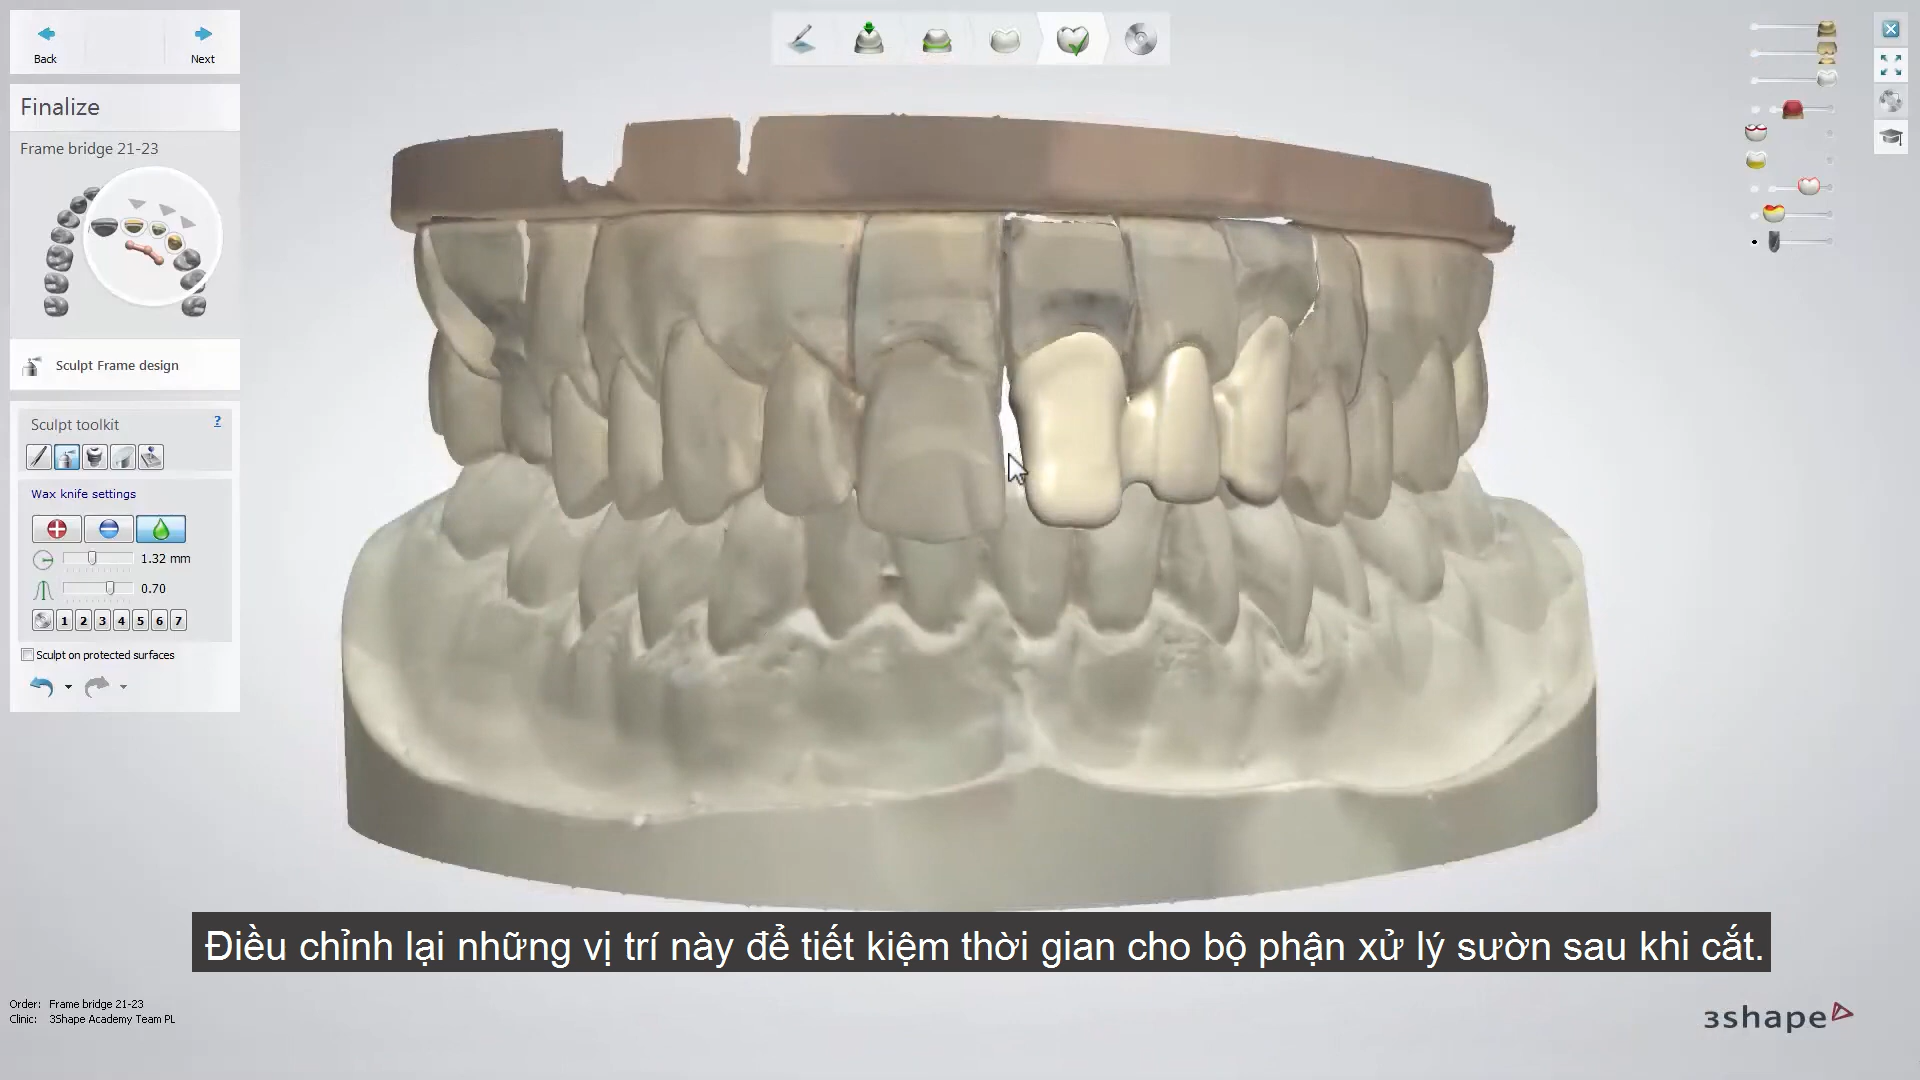 Back
Next
Finalize
Frame bridge 21-23
Sculpt Frame design
Sculpt toolkit
?
Wax knife settings
1.32 mm
0.70
1 2 3 4 5 6 7
Sculpt on protected surfaces
Điều chỉnh lại những vị trí này để tiết kiệm thời gian cho bộ phận xử lý sườn sau khi cắt.
Order: Frame bridge 21-23
Clinic: 3Shape Academy Team PL
3shape